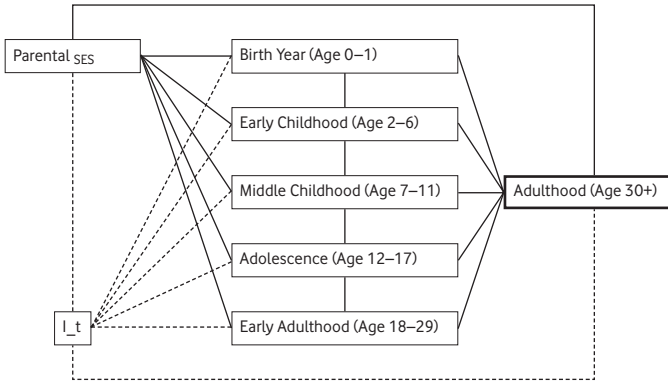 Parental SES
Birth Year (Age 0–1)
Early Childhood (Age 2–6)
Middle Childhood (Age 7–11)
Adulthood (Age 30+)
Adolescence (Age 12–17)
I_t
Early Adulthood (Age 18–29)